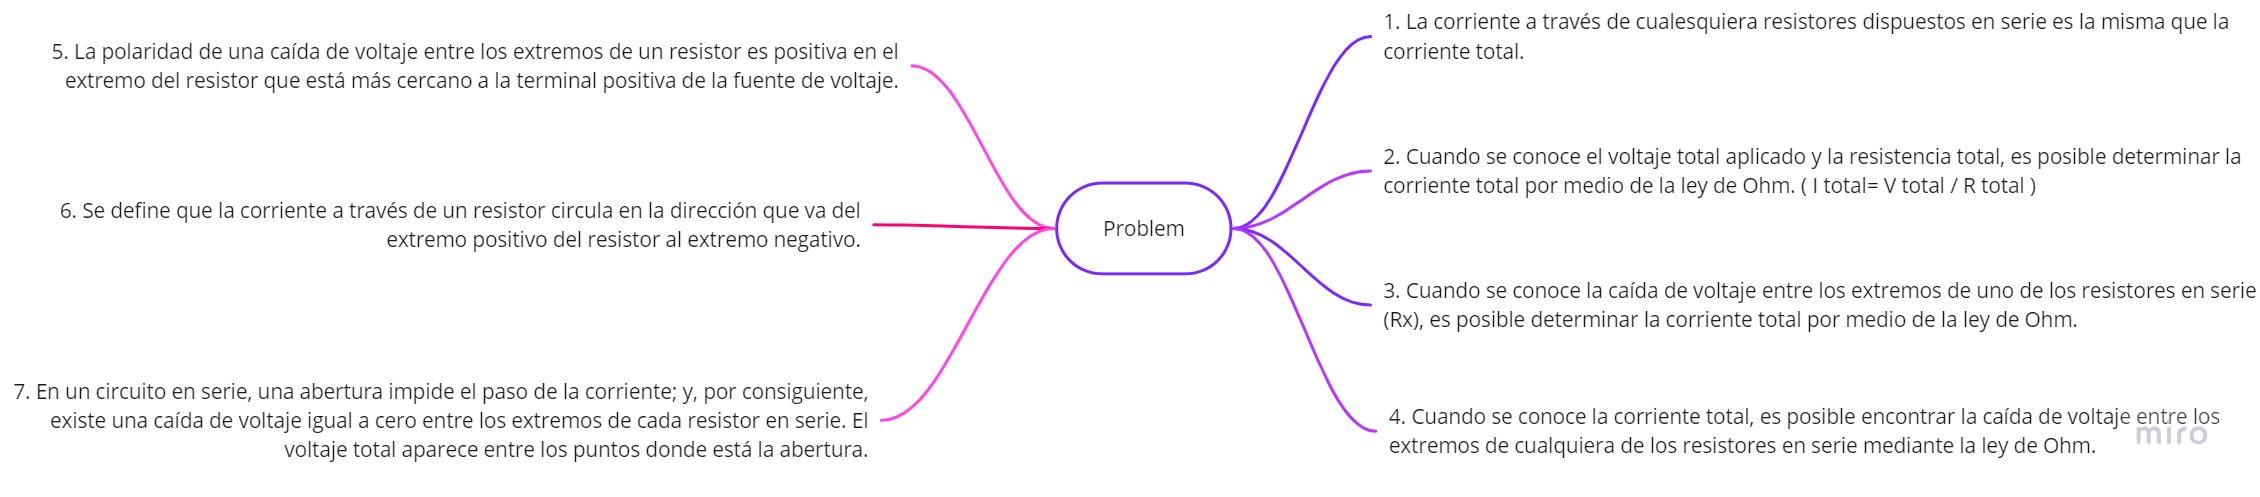 5. La polaridad de una caída de voltaje entre los extremos de un resistor es positiva en el
extremo del resistor que está más cercano a la terminal positiva de la fuente de voltaje.
6. Se define que la corriente a través de un resistor circula en la dirección que va del
extremo positivo del resistor al extremo negativo.
7. En un circuito en serie, una abertura impide el paso de la corriente; y, por consiguiente,
existe una caída de voltaje igual a cero entre los extremos de cada resistor en serie. El
voltaje total aparece entre los puntos donde está la abertura.
Problem
1. La corriente a través de cualesquiera resistores dispuestos en serie es la misma que la
corriente total.
2. Cuando se conoce el voltaje total aplicado y la resistencia total, es posible determinar la
corriente total por medio de la ley de Ohm. ( I total= V total / R total )
3. Cuando se conoce la caída de voltaje entre los extremos de uno de los resistores en serie
(Rx), es posible determinar la corriente total por medio de la ley de Ohm.
4. Cuando se conoce la corriente total, es posible encontrar la caída de voltaje entre los
extremos de cualquiera de los resistores en serie mediante la ley de Ohm.
miro